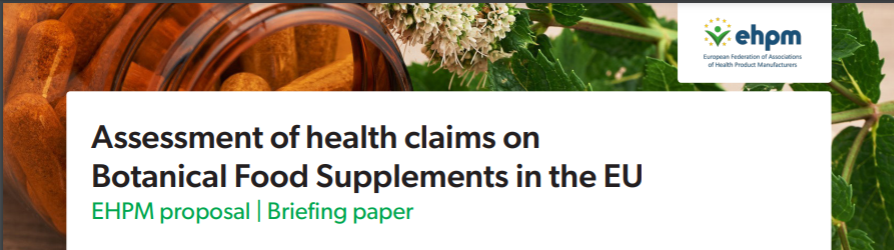 ehpm
European Federation of Associations
of Health Product Manufacturers
Assessment of health claims on
Botanical Food Supplements in the EU
EHPM proposal | Briefing paper